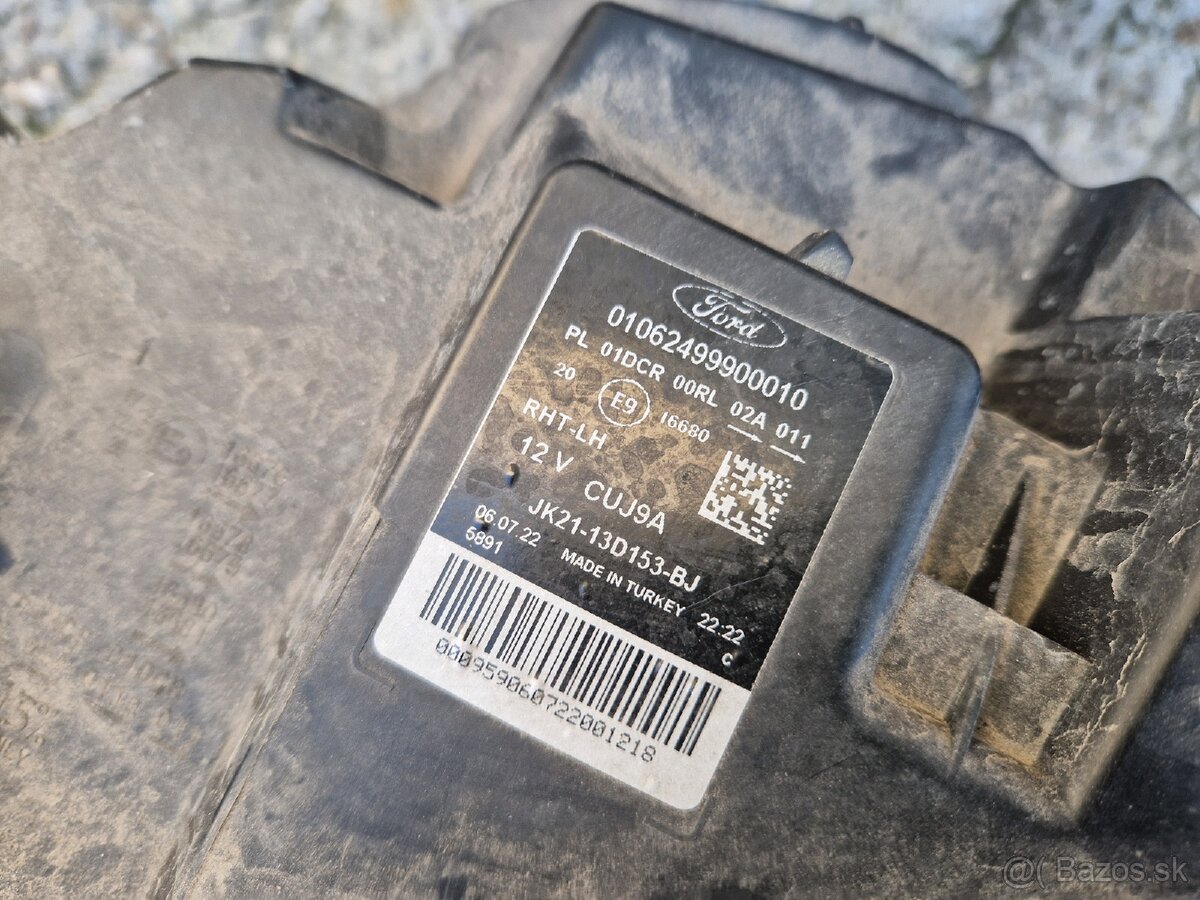 Ford
01062499900010
PL 01DCR 00RL 02A 011
20 E9 16680
RHT-LH
12 V
CUJ9A
JK21-13D153-BJ
06.07.22 MADE IN TURKEY 22:22
5891 C
000959060722001218
@( Bazos.sk